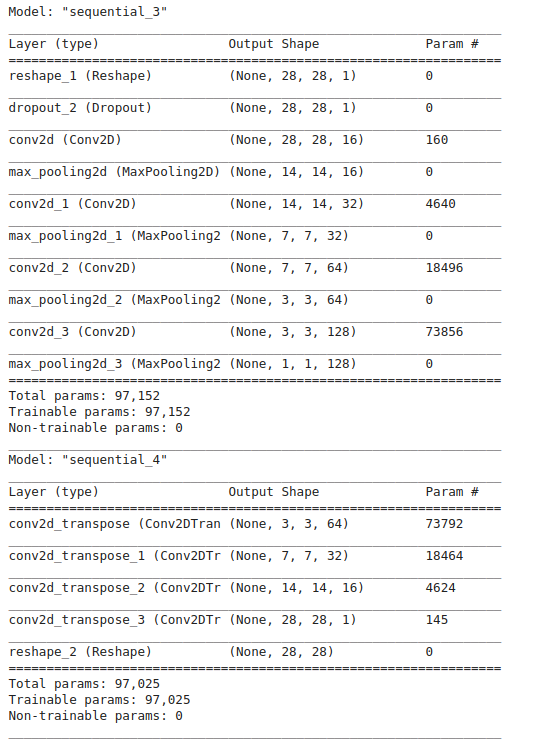 Model: "sequential_3"
Layer (type) Output Shape Param #
reshape_1 (Reshape) (None, 28, 28, 1) 0
dropout_2 (Dropout) (None, 28, 28, 1) 0
conv2d (Conv2D) (None, 28, 28, 16) 160
max_pooling2d (MaxPooling2D) (None, 14, 14, 16) 0
conv2d_1 (Conv2D) (None, 14, 14, 32) 4640
max_pooling2d_1 (MaxPooling2 (None, 7, 7, 32) 0
conv2d_2 (Conv2D) (None, 7, 7, 64) 18496
max_pooling2d_2 (MaxPooling2 (None, 3, 3, 64) 0
conv2d_3 (Conv2D) (None, 3, 3, 128) 73856
max_pooling2d_3 (MaxPooling2 (None, 1, 1, 128) 0
Total params: 97,152
Trainable params: 97,152
Non-trainable params: 0
Model: "sequential_4"
Layer (type) Output Shape Param #
conv2d_transpose (Conv2DTran (None, 3, 3, 64) 73792
conv2d_transpose_1 (Conv2DTr (None, 7, 7, 32) 18464
conv2d_transpose_2 (Conv2DTr (None, 14, 14, 16) 4624
conv2d_transpose_3 (Conv2DTr (None, 28, 28, 1) 145
reshape_2 (Reshape) (None, 28, 28) 0
Total params: 97,025
Trainable params: 97,025
Non-trainable params: 0